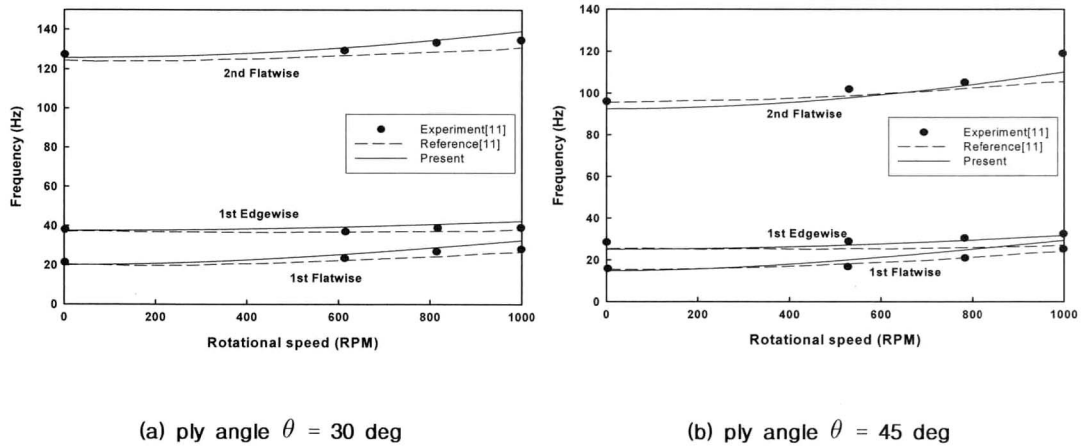 140
120
100
80
60
40
20
0
Frequency (Hz)
2nd Flatwise
Experiment[11]
Reference[11]
Present
1st Edgewise
1st Flatwise
0 200 400 600 800 1000
Rotational speed (RPM)
(a) ply angle θ = 30 deg
140
120
100
80
60
40
20
0
Frequency (Hz)
2nd Flatwise
Experiment[11]
Reference[11]
Present
1st Edgewise
1st Flatwise
0 200 400 600 800 1000
Rotational speed (RPM)
(b) ply angle θ = 45 deg